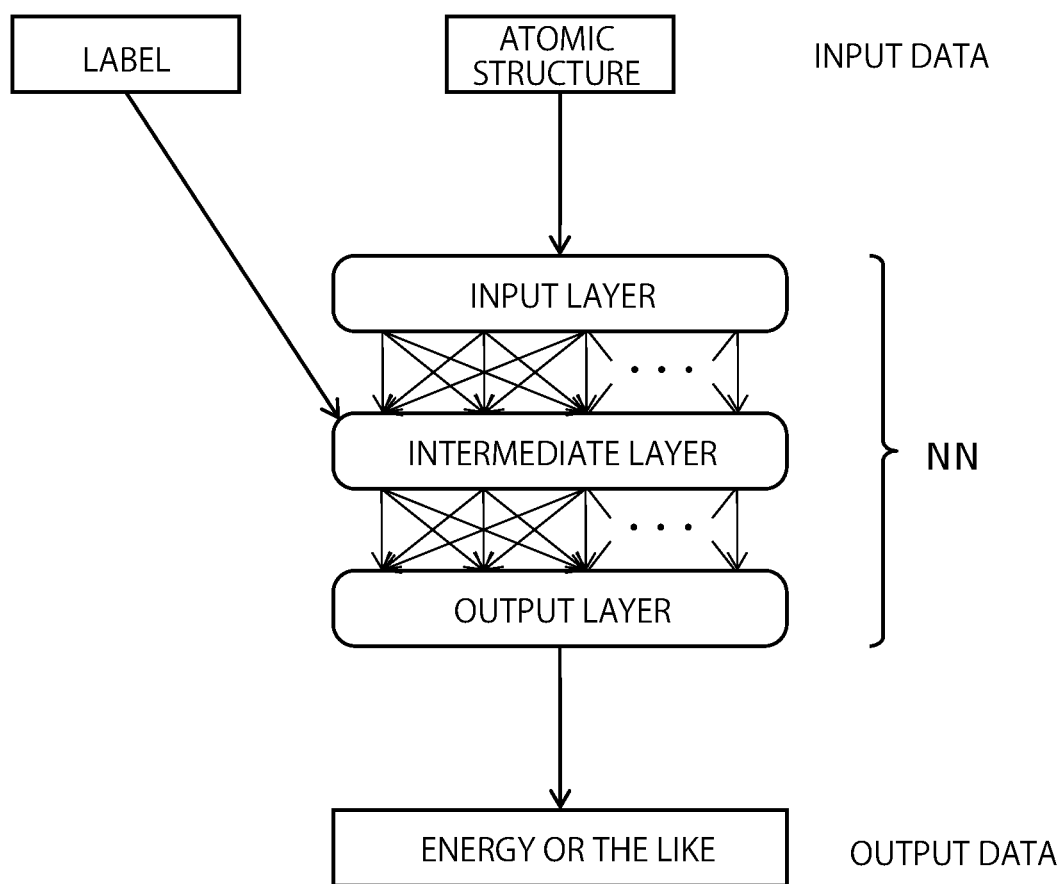 LABEL
ATOMIC
STRUCTURE
INPUT DATA
INPUT LAYER
. . .
INTERMEDIATE LAYER
NN
. . .
OUTPUT LAYER
ENERGY OR THE LIKE
OUTPUT DATA